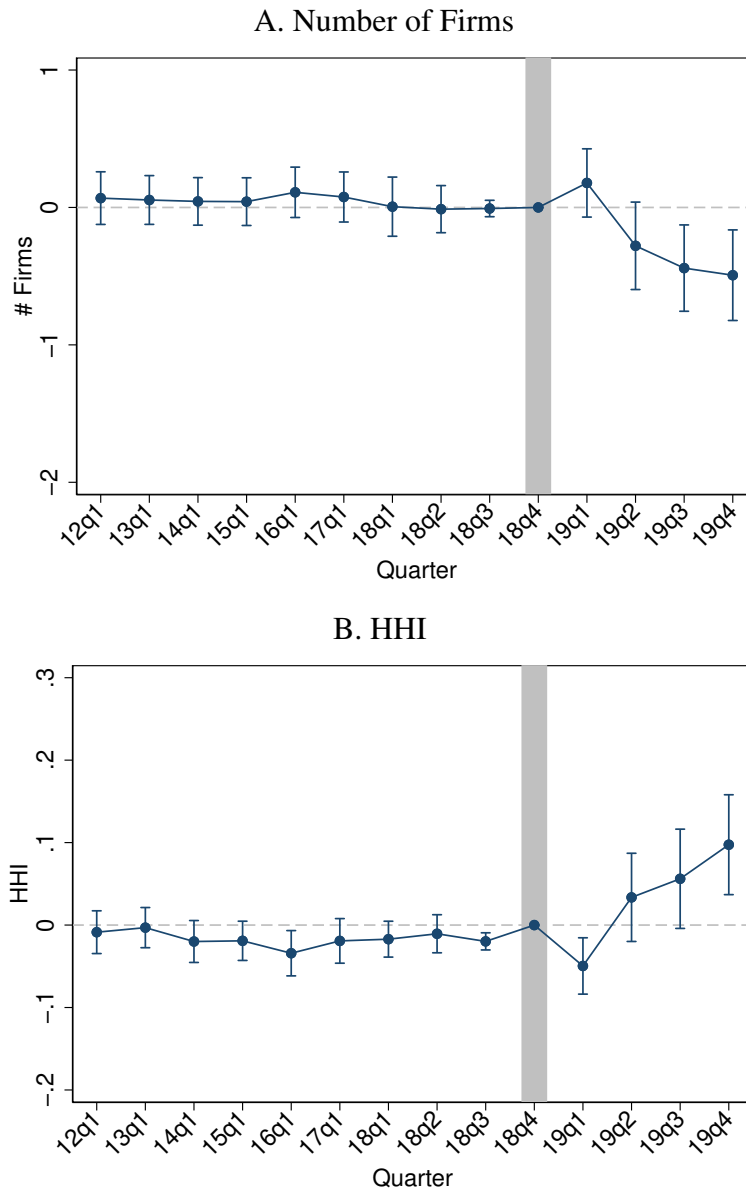 A. Number of Firms
1
0
−1
−2
# Firms
12q1 13q1 14q1 15q1 16q1 17q1 18q1 18q2 18q3 18q4 19q1 19q2 19q3 19q4
Quarter
B. HHI
.3
.2
.1
0
−.1
−.2
HHI
12q1 13q1 14q1 15q1 16q1 17q1 18q1 18q2 18q3 18q4 19q1 19q2 19q3 19q4
Quarter